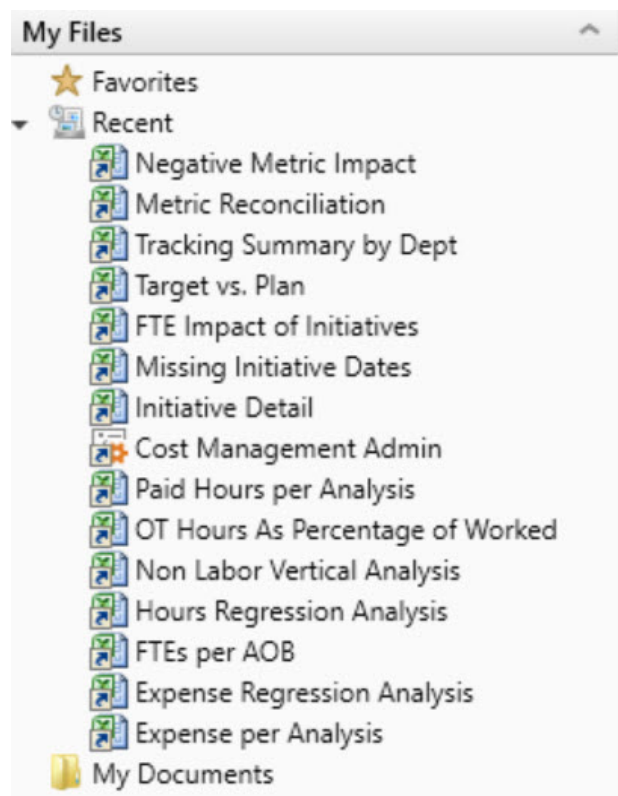 My Files
Favorites
Recent
Negative Metric Impact
Metric Reconciliation
Tracking Summary by Dept
Target vs. Plan
FTE Impact of Initiatives
Missing Initiative Dates
Initiative Detail
Cost Management Admin
Paid Hours per Analysis
OT Hours As Percentage of Worked
Non Labor Vertical Analysis
Hours Regression Analysis
FTEs per AOB
Expense Regression Analysis
Expense per Analysis
My Documents